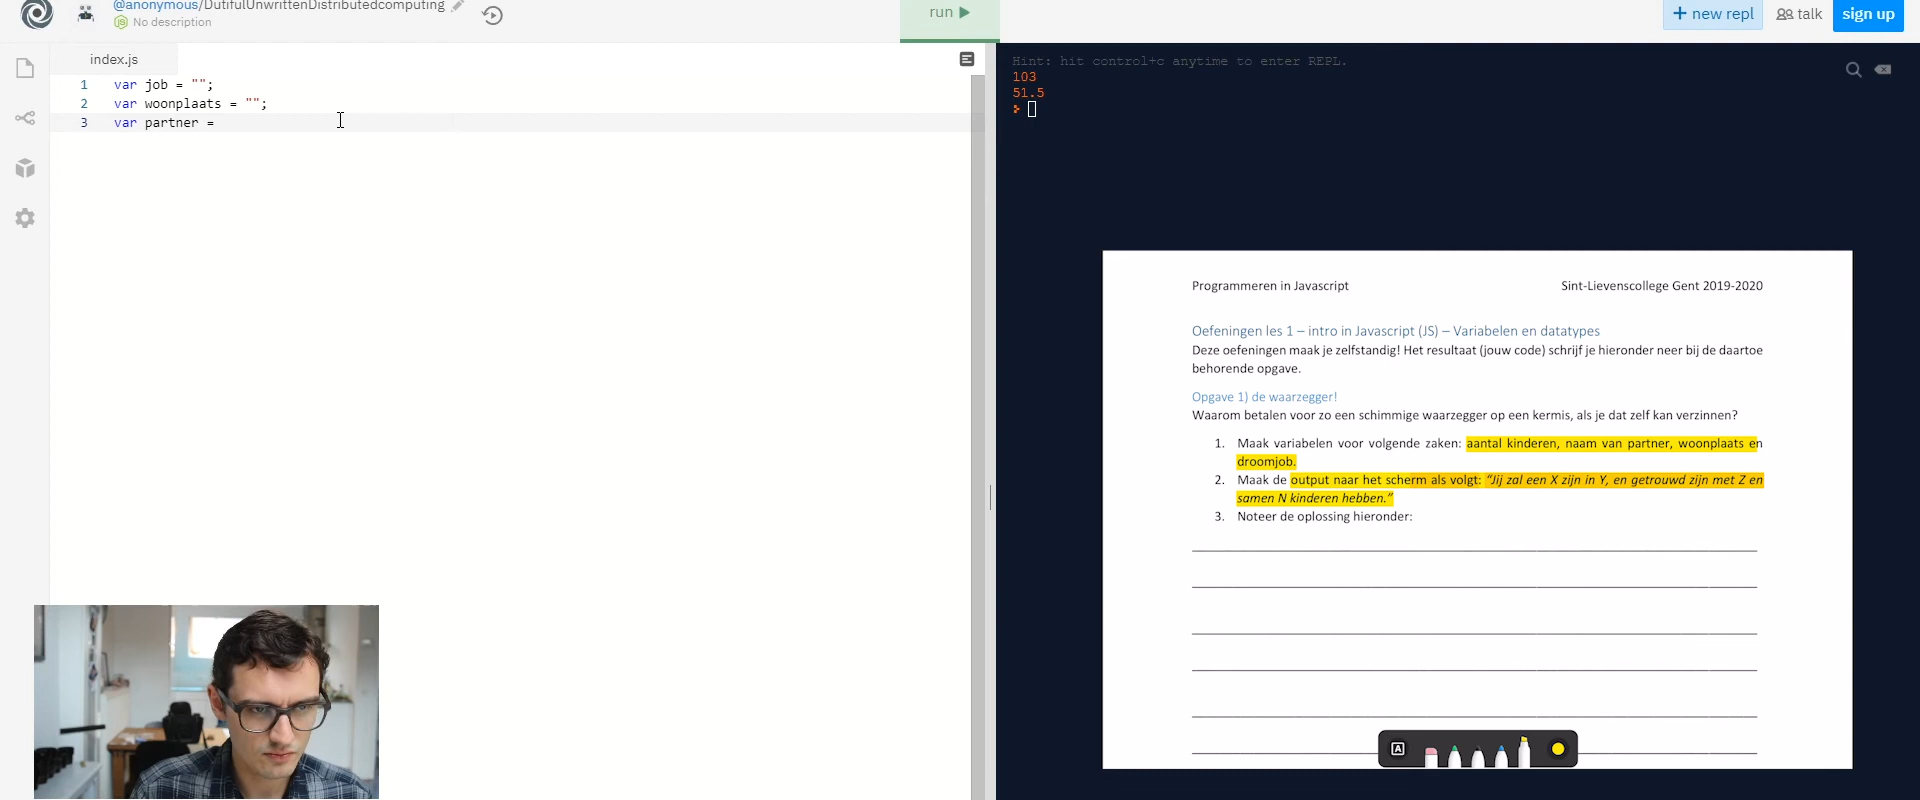 @anonymous/DutifulUnwrittenDistributedcomputing
No description
run
+ new repl
talk
sign up
index.js
1 var job = "";
2 var woonplaats = "";
3 var partner =
Hint: hit control+c anytime to enter REPL.
103
51.5
Programmeren in Javascript
Sint-Lievenscollege Gent 2019-2020
Oefeningen les 1 – intro in Javascript (JS) – Variabelen en datatypes
Deze oefeningen maak je zelfstandig! Het resultaat (jouw code) schrijf je hieronder neer bij de daartoe
behorende opgave.
Opgave 1) de waarzegger!
Waarom betalen voor zo een schimmige waarzegger op een kermis, als je dat zelf kan verzinnen?
1. Maak variabelen voor volgende zaken: aantal kinderen, naam van partner, woonplaats en
droomjob.
2. Maak de output naar het scherm als volgt: “Jij zal een X zijn in Y, en getrouwd zijn met Z en
samen N kinderen hebben.”
3. Noteer de oplossing hieronder:
A